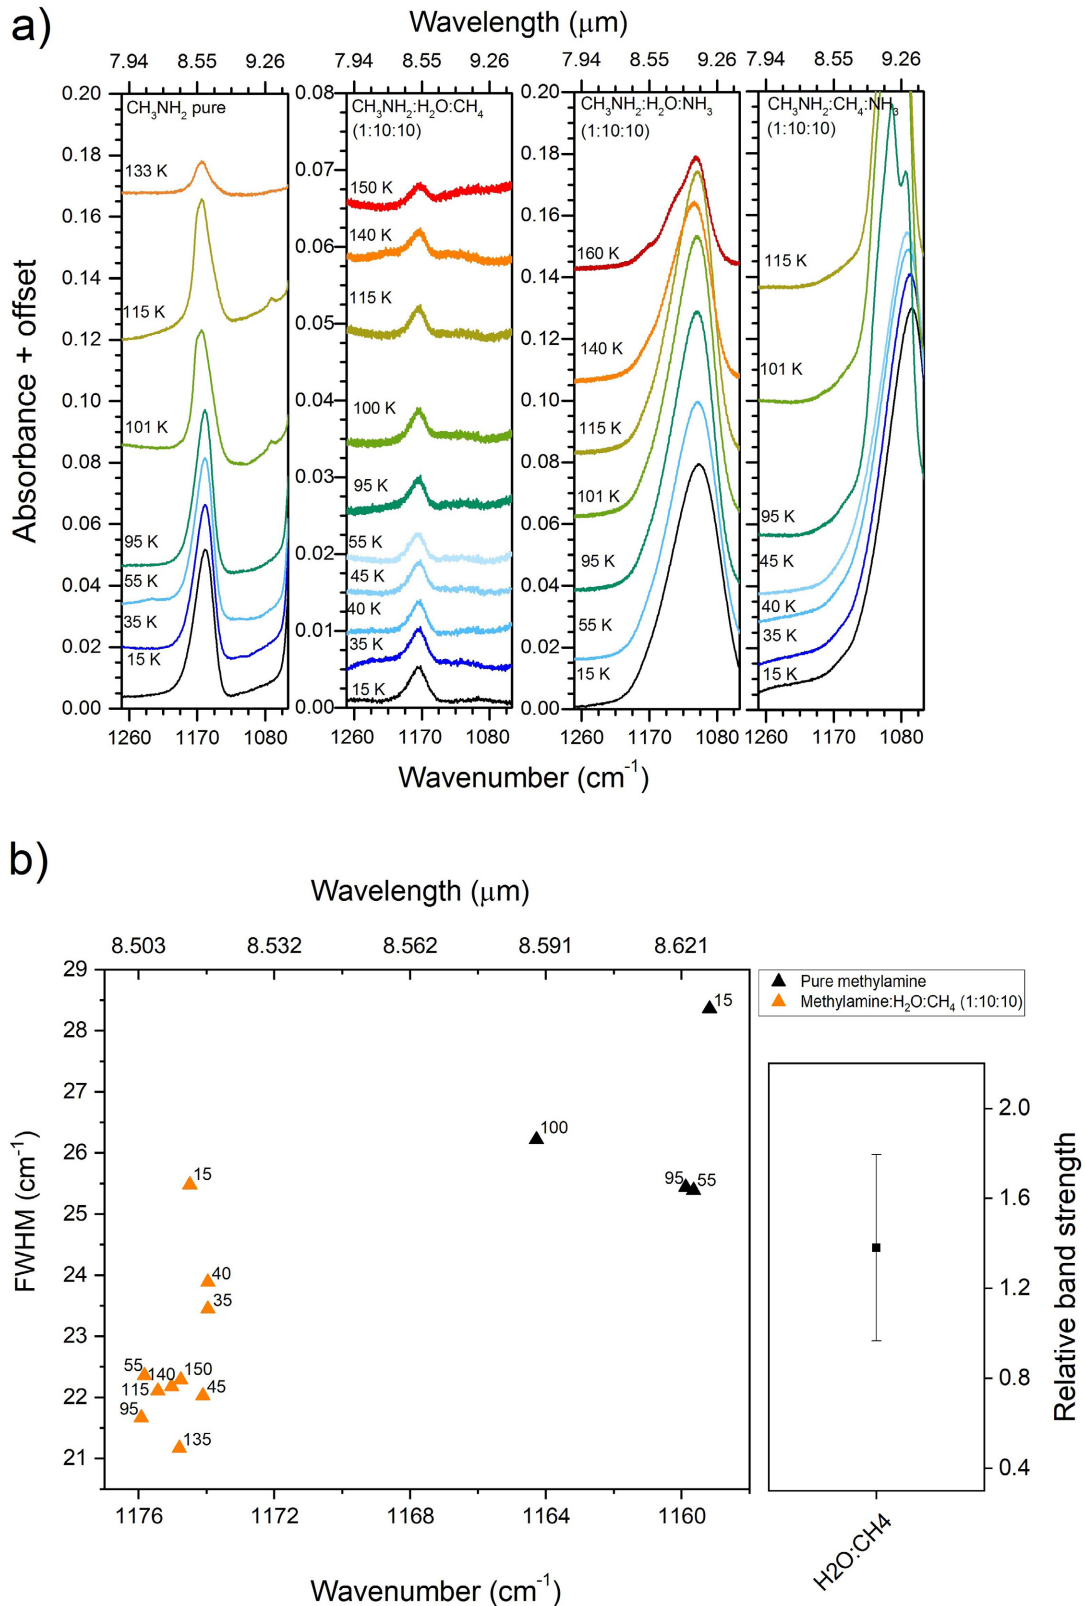 a)
Wavelength (μm)
7.94 8.55 9.26 7.94 8.55 9.26 7.94 8.55 9.26 7.94 8.55 9.26
Absorbance + offset
0.20
0.18
0.16
0.14
0.12
0.10
0.08
0.06
0.04
0.02
0.00
CH₃NH₂ pure
133 K
115 K
101 K
95 K
55 K
35 K
15 K
1260 1170 1080
0.08
0.07
0.06
0.05
0.04
0.03
0.02
0.01
0.00
CH₃NH₂:H₂O:CH₄
(1:10:10)
150 K
140 K
115 K
100 K
95 K
55 K
45 K
40 K
35 K
15 K
1260 1170 1080
0.20
0.18
0.16
0.14
0.12
0.10
0.08
0.06
0.04
0.02
0.00
CH₃NH₂:H₂O:NH₃
(1:10:10)
160 K
140 K
115 K
101 K
95 K
55 K
15 K
1260 1170 1080
CH₃NH₂:CH₄:NH₃
(1:10:10)
115 K
101 K
95 K
45 K
40 K
35 K
15 K
1260 1170 1080
Wavenumber (cm⁻¹)
b)
Wavelength (μm)
8.503 8.532 8.562 8.591 8.621
FWHM (cm⁻¹)
29
28
27
26
25
24
23
22
21
15
100
95 55
15
40
35
55
140 150
115
45
95
135
1176 1172 1168 1164 1160
Wavenumber (cm⁻¹)
Pure methylamine
Methylamine:H₂O:CH₄ (1:10:10)
2.0
1.6
1.2
0.8
0.4
Relative band strength
H2O:CH4